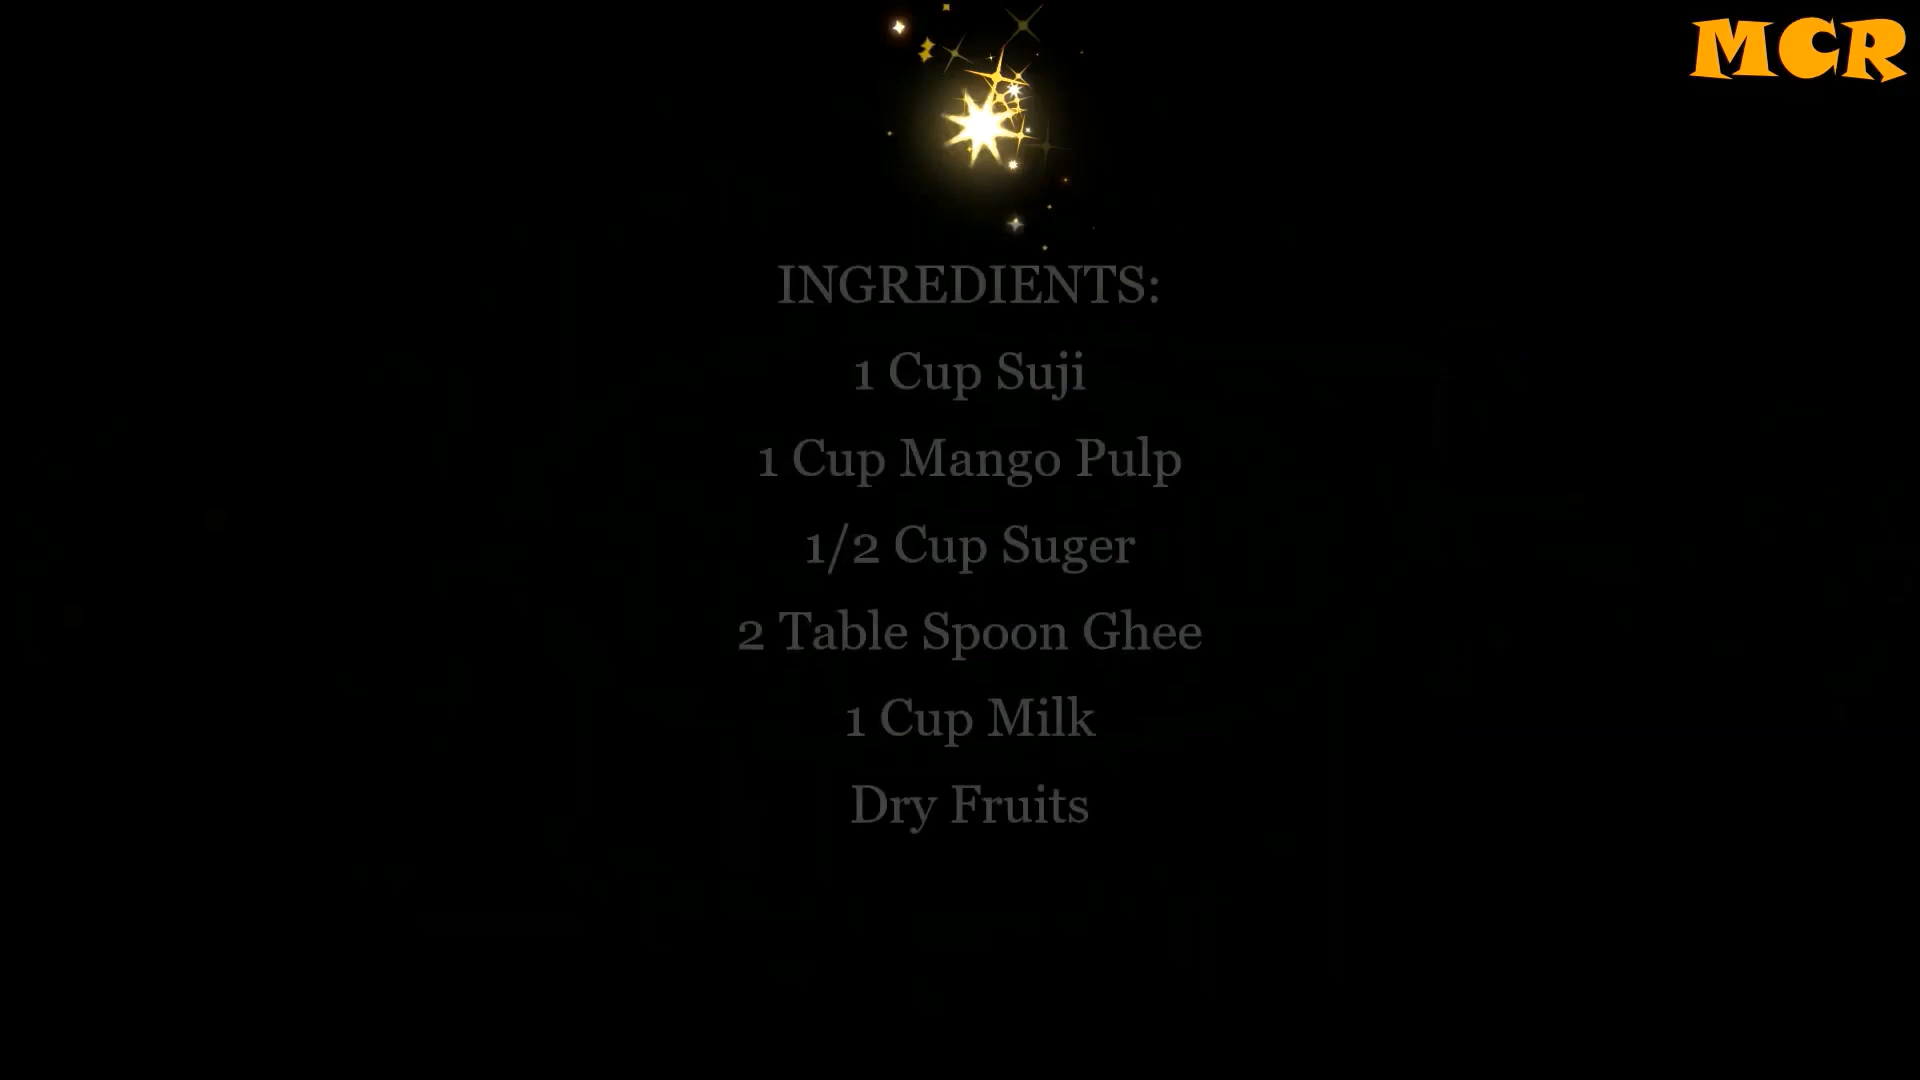 MCR
INGREDIENTS:
1 Cup Suji
1 Cup Mango Pulp
1/2 Cup Suger
2 Table Spoon Ghee
1 Cup Milk
Dry Fruits